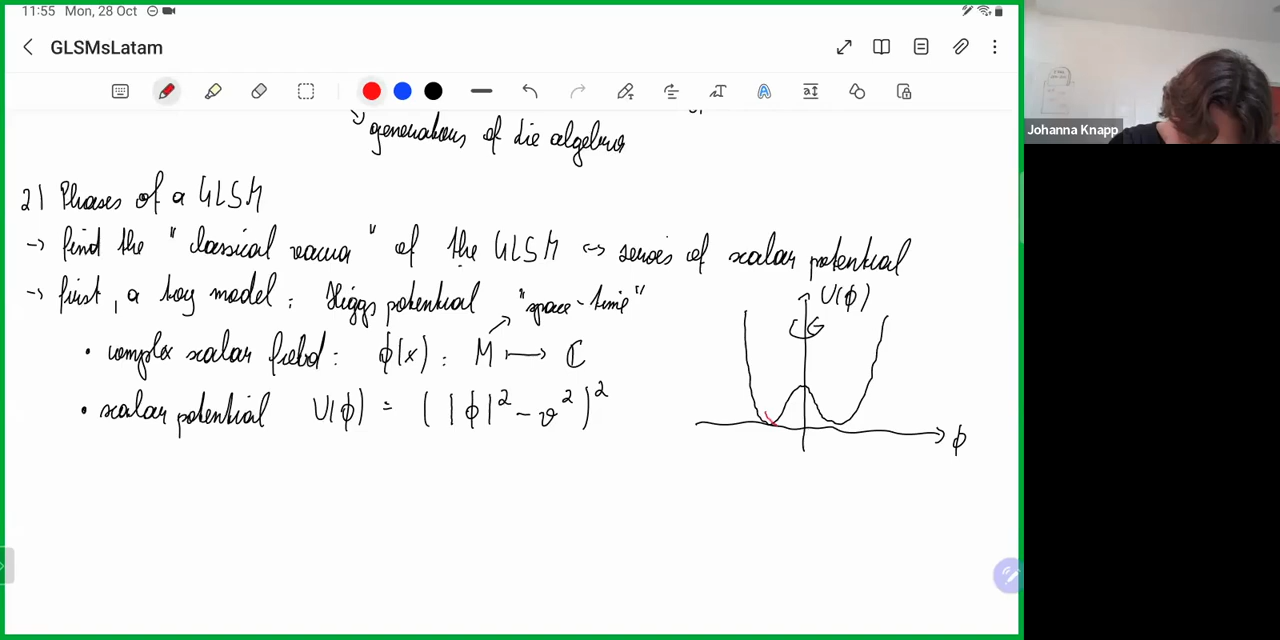 11:55 Mon, 28 Oct
GLSMsLatam
Johanna Knapp
generators of Lie algebra
2) Phases of a GLSM
→ find the "classical vacua" of the GLSM ↔ zeroes of scalar potential
→ first, a toy model: Higgs potential "space-time"
U(ϕ)
• complex scalar field: ϕ(x): M ↦ ℂ
• scalar potential U(ϕ) = (|ϕ|² - v²)²
ϕ